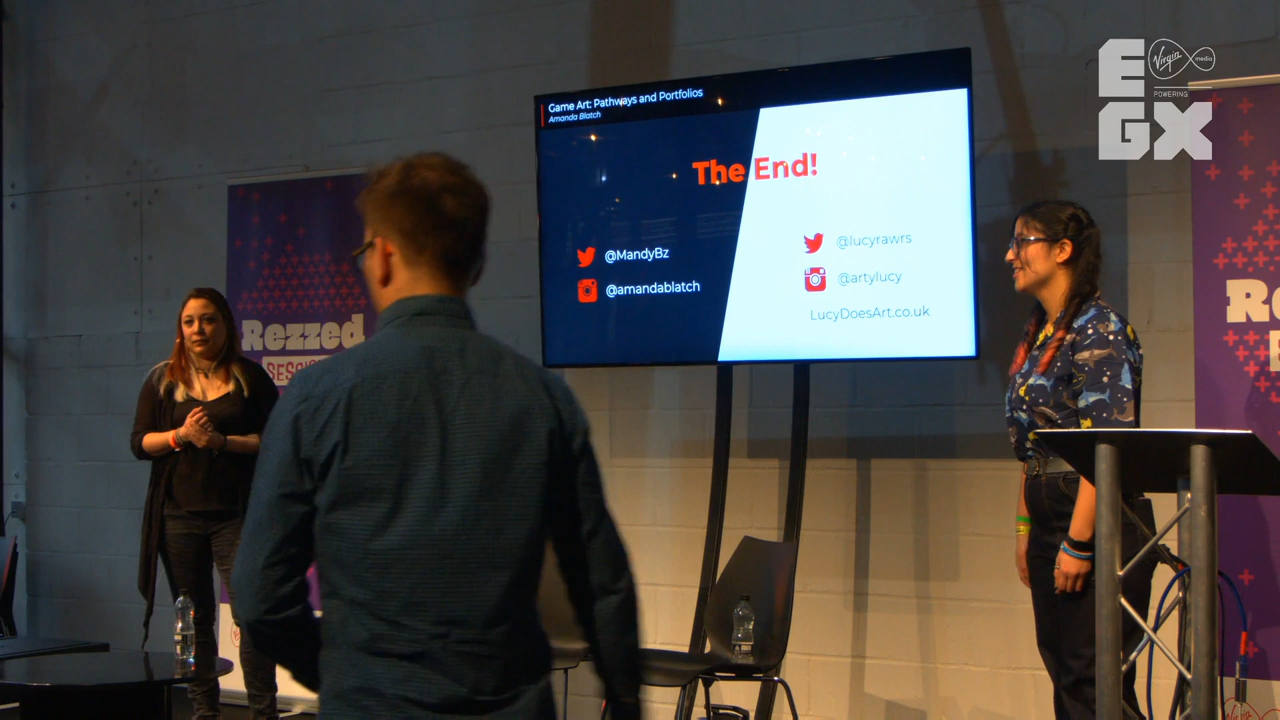 EGX
Virgin media
POWERING
Game Art: Pathways and Portfolios
Amanda Blatch
The End!
@MandyBz
@amandablatch
@lucyrawrs
@artylucy
LucyDoesArt.co.uk
Rezzed